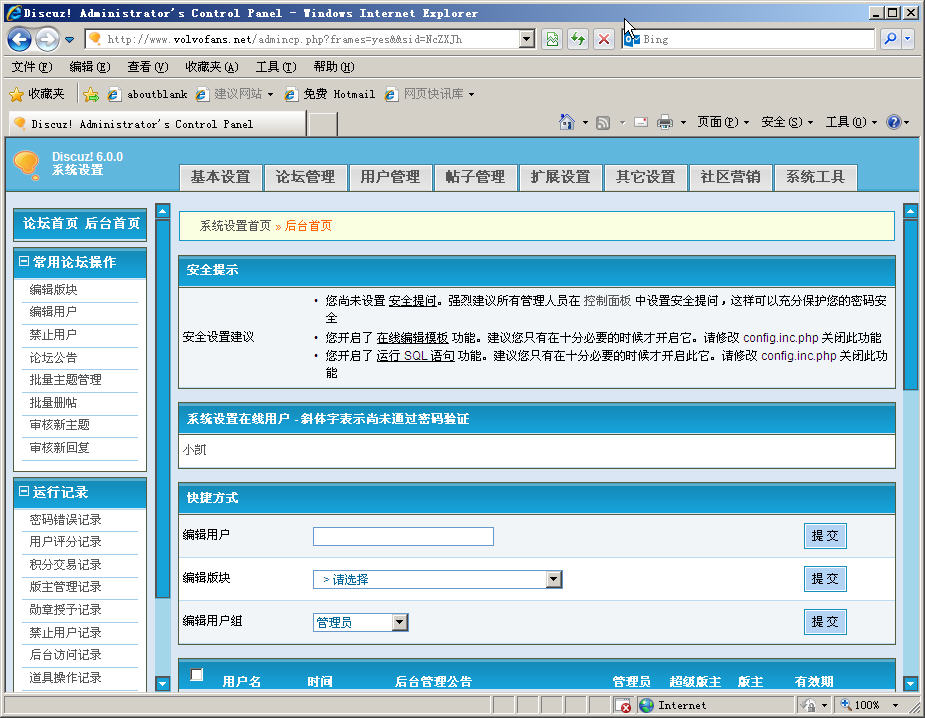 Discuz! Administrator's Control Panel - Windows Internet Explorer
http://www.volvofans.net/admincp.php?frames=yes&&sid=NcZXJh
Bing
文件(F) 编辑(E) 查看(V) 收藏夹(A) 工具(T) 帮助(H)
收藏夹 aboutblank 建议网站 免费 Hotmail 网页快讯库
Discuz! Administrator's Control Panel
页面(P) 安全(S) 工具(O)
Discuz! 6.0.0
系统设置
基本设置 论坛管理 用户管理 帖子管理 扩展设置 其它设置 社区营销 系统工具
论坛首页 后台首页
常用论坛操作
编辑版块
编辑用户
禁止用户
论坛公告
批量主题管理
批量删帖
审核新主题
审核新回复
运行记录
密码错误记录
用户评分记录
积分交易记录
版主管理记录
勋章授予记录
禁止用户记录
后台访问记录
道具操作记录
系统设置首页 » 后台首页
安全提示
安全设置建议
• 您尚未设置 安全提问。强烈建议所有管理人员在 控制面板 中设置安全提问，这样可以充分保护您的密码安
全
• 您开启了 在线编辑模板 功能。建议您只有在十分必要的时候才开启它。请修改 config.inc.php 关闭此功能
• 您开启了 运行 SQL 语句 功能。建议您只有在十分必要的时候才开启此它。请修改 config.inc.php 关闭此功
能
系统设置在线用户 - 斜体字表示尚未通过密码验证
小凯
快捷方式
编辑用户 提 交
编辑版块 > 请选择 提 交
编辑用户组 管理员 提 交
用户名 时间 后台管理公告 管理员 超级版主 版主 有效期
Internet 100%